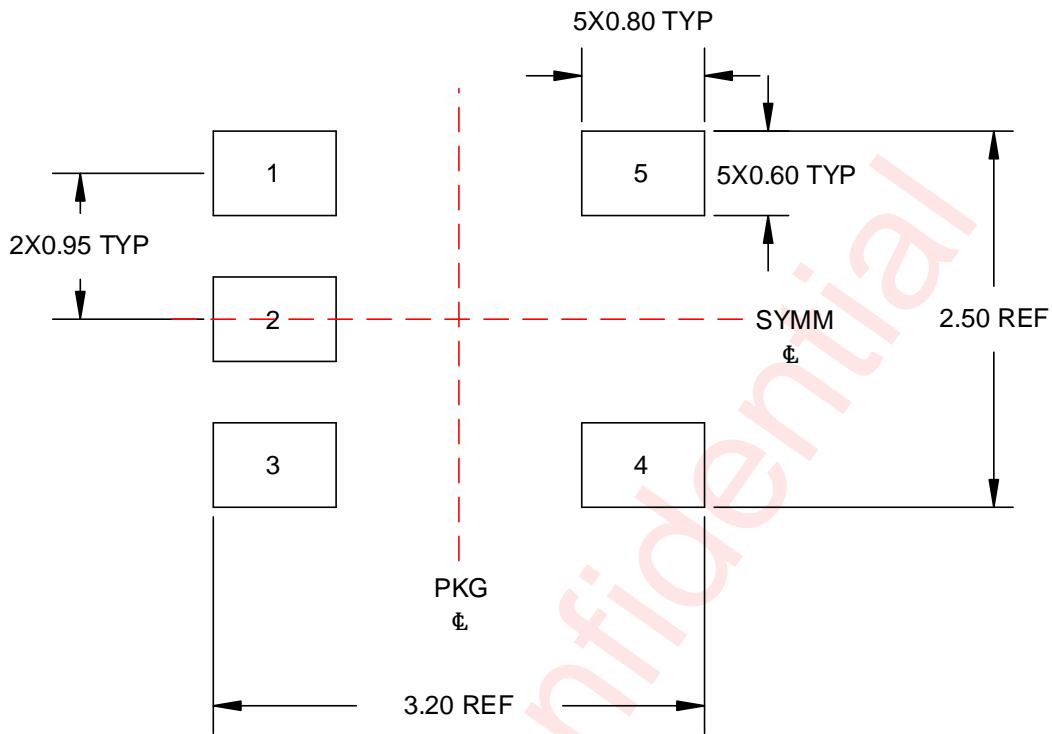 5X0.80 TYP
1
5
5X0.60 TYP
2X0.95 TYP
2
SYMM
℄
2.50 REF
3
4
PKG
℄
3.20 REF
nfidential